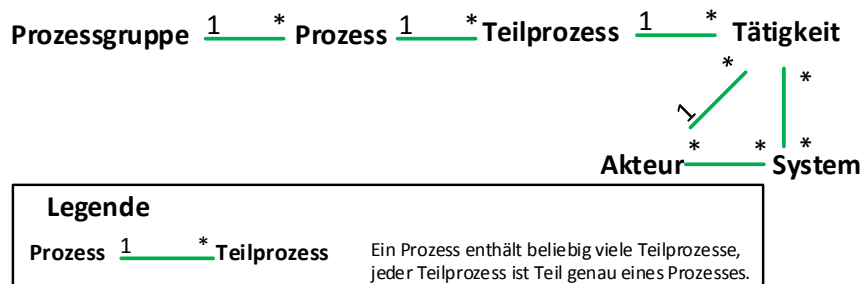 Prozessgruppe 1 * Prozess 1 * Teilprozess 1 * Tätigkeit
* *
1
* * *
Akteur System
Legende
Prozess 1 * Teilprozess
Ein Prozess enthält beliebig viele Teilprozesse,
jeder Teilprozess ist Teil genau eines Prozesses.